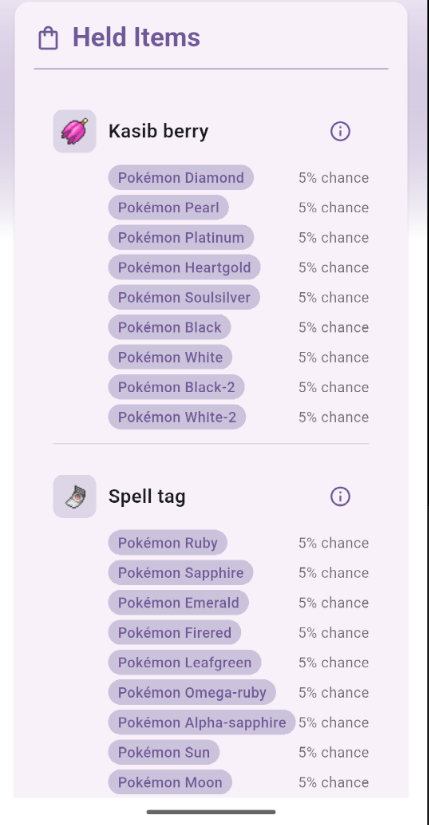 Held Items
Kasib berry
Pokémon Diamond 5% chance
Pokémon Pearl 5% chance
Pokémon Platinum 5% chance
Pokémon Heartgold 5% chance
Pokémon Soulsilver 5% chance
Pokémon Black 5% chance
Pokémon White 5% chance
Pokémon Black-2 5% chance
Pokémon White-2 5% chance
Spell tag
Pokémon Ruby 5% chance
Pokémon Sapphire 5% chance
Pokémon Emerald 5% chance
Pokémon Firered 5% chance
Pokémon Leafgreen 5% chance
Pokémon Omega-ruby 5% chance
Pokémon Alpha-sapphire 5% chance
Pokémon Sun 5% chance
Pokémon Moon 5% chance